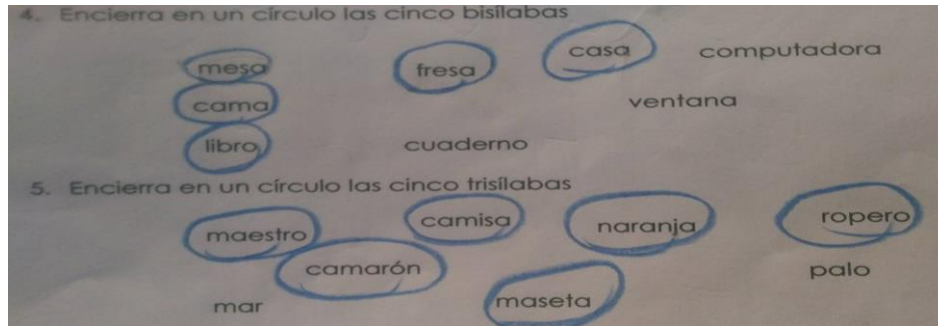 4. Encierra en un círculo las cinco bisílabas
mesa fresa casa computadora
cama ventana
libro cuaderno
5. Encierra en un círculo las cinco trisílabas
maestro camisa naranja ropero
camarón palo
mar maseta